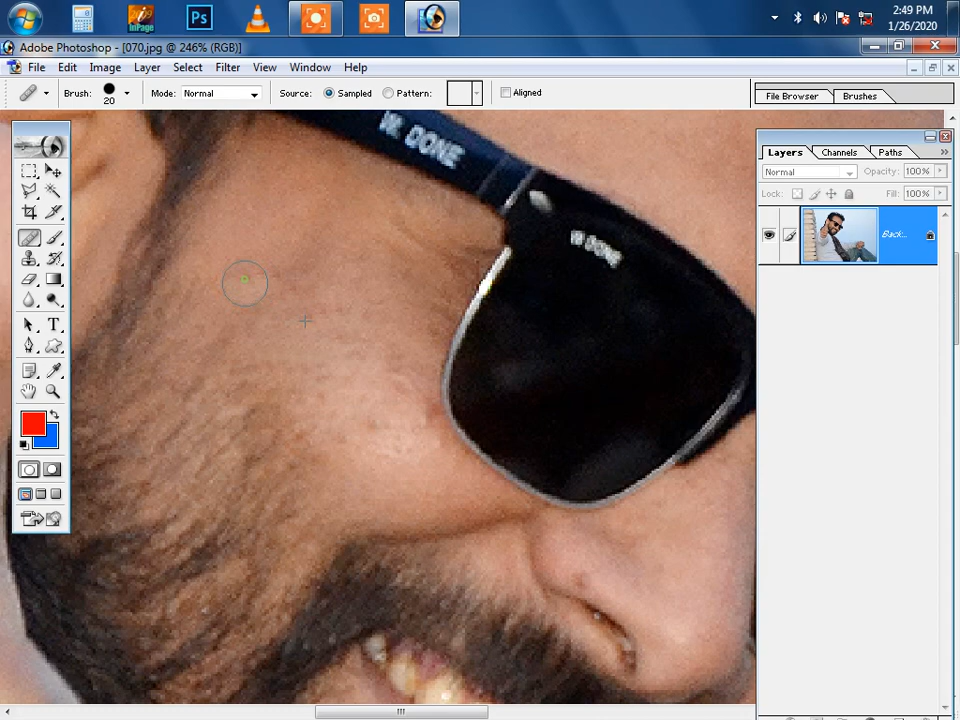 2:49 PM
1/26/2020
InPage
Ps
Adobe Photoshop - [070.jpg @ 246% (RGB)]
File Edit Image Layer Select Filter View Window Help
Brush: 20 Mode: Normal Source: Sampled Pattern: Aligned
File Browser Brushes
W. DONE
W DONE
Layers Channels Paths
Normal Opacity: 100%
Lock: Fill: 100%
Back...
T